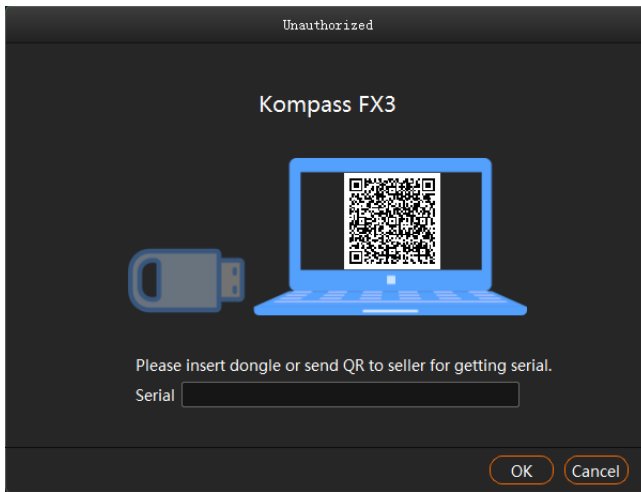 Unauthorized
Kompass FX3
Please insert dongle or send QR to seller for getting serial.
Serial
OK
Cancel